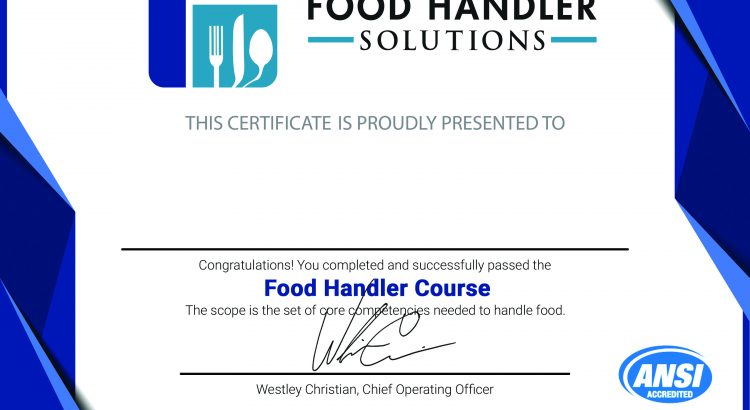 FOOD HANDLER
SOLUTIONS
THIS CERTIFICATE IS PROUDLY PRESENTED TO
Congratulations! You completed and successfully passed the
Food Handler Course
The scope is the set of core competencies needed to handle food.
Westley Christian, Chief Operating Officer
ANSI
ACCREDITED